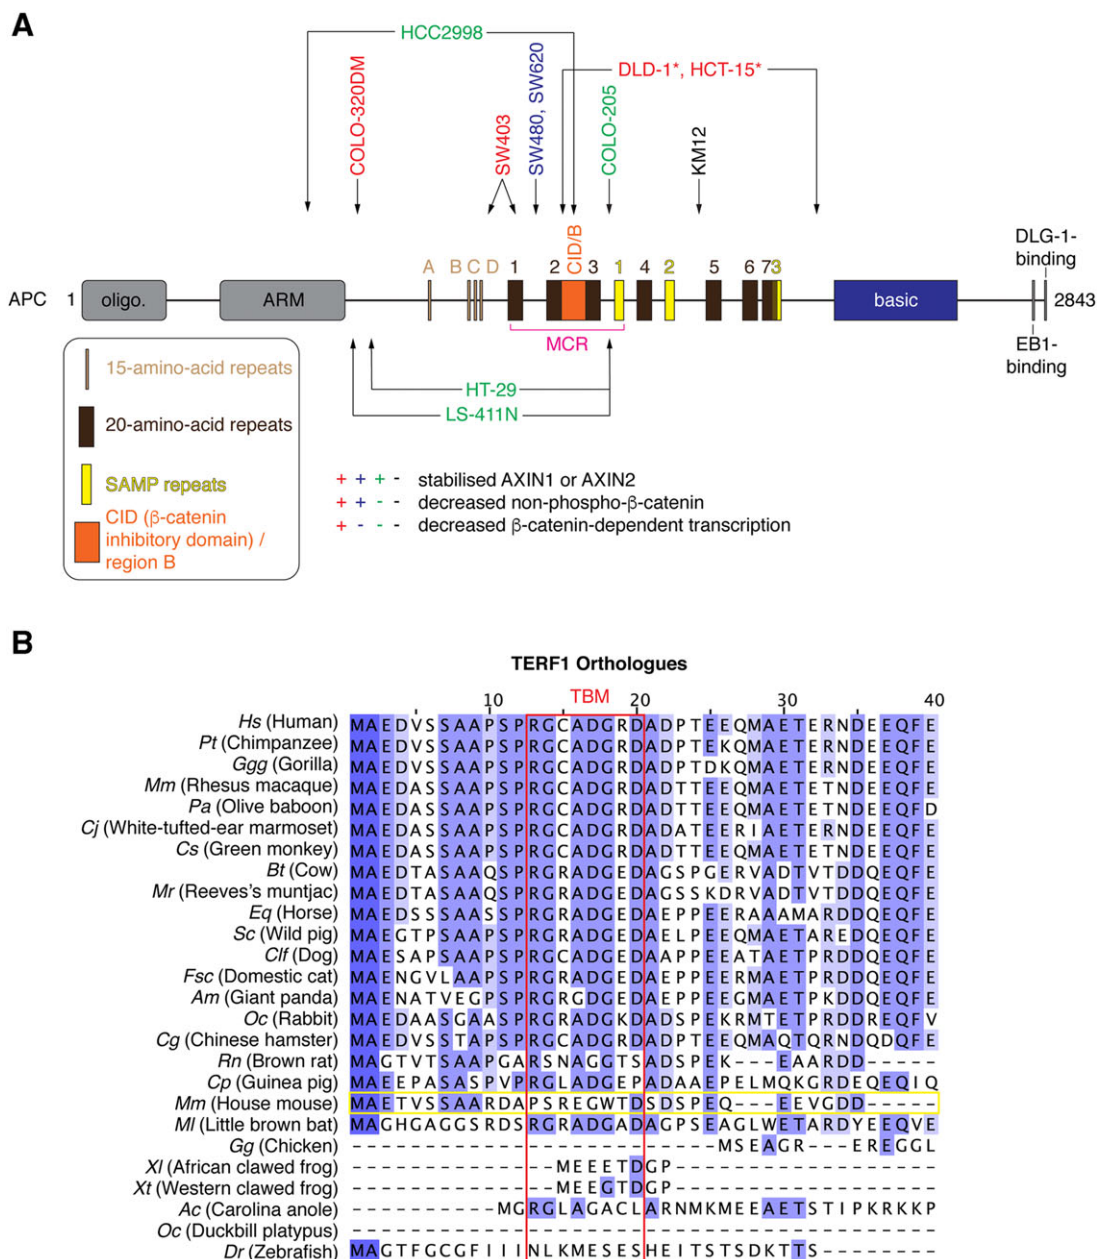 A
HCC2998
DLD-1*, HCT-15*
COLO-320DM
SW403
SW480, SW620
COLO-205
KM12
CID/B
DLG-1-
binding
A B C D 1 2 3 1 4 2 5 6 7 3
APC 1 oligo. ARM basic 2843
MCR
EB1-
binding
15-amino-acid repeats
20-amino-acid repeats
SAMP repeats
CID (β-catenin
inhibitory domain) /
region B
HT-29
LS-411N
+ + + - stabilised AXIN1 or AXIN2
+ + - - decreased non-phospho-β-catenin
+ - - - decreased β-catenin-dependent transcription
B
TERF1 Orthologues
TBM
10 20 30 40
Hs (Human) MAEDVSSAAPSPRGCADGRDADPTEEQMAETERNDEEQFE
Pt (Chimpanzee) MAEDVSSAAPSPRGCADGRDADPTEKQMAETERNDEEQFE
Ggg (Gorilla) MAEDVSSAAPSPRGCADGRDADPTDKQMAETERNDEEQFE
Mm (Rhesus macaque) MAEDASSAAPSPRGCADGRDADTTEEQMAETETNDEEQFE
Pa (Olive baboon) MAEDASSAAPSPRGCADGRDADTTEEQMAETETNDEEQFD
Cj (White-tufted-ear marmoset) MAEDASSAAPSPRGCADGRDADATEERIAETERNDEEQFE
Cs (Green monkey) MAEDASSAAPSPRGCADGRDADTTEEQMAETETNDEEQFE
Bt (Cow) MAEDTASAAQSPRGRADGEDAGSPGERVADTVTDDQEQFE
Mr (Reeves's muntjac) MAEDTASAAQSPRGRADGEDAGSSKDRVADTVTDDQEQFE
Eq (Horse) MAEDSSSAASSPRGRADGEDAEPPEERAAAMARDDQEQFE
Sc (Wild pig) MAEGTPSAAPSPRGRADGEDAELPEEQMAETAREDQEQFE
Clf (Dog) MAESAPSAAPSPRGRADGEDAAPPEEATAETPRDDQEQFE
Fsc (Domestic cat) MAENGVLAAPSPRGRADGEDAEPPEERMAETPRDDQEQFE
Am (Giant panda) MAENATVEGPSPRGRGDGEDAEPPEEGMAETPKDDQEQFE
Oc (Rabbit) MAEDAASGAASPRGRADGKDADSPEKRMTETPRDDREQFV
Cg (Chinese hamster) MAEDVSSTAPSPRGRADGEDADPTEEQMAQTQRNDQDQFE
Rn (Brown rat) MAGTVTSAAPGARSNAGGTSADSPEK---EAARDD-----
Cp (Guinea pig) MAEEPASASPVPRGLADGEPADAAEPELMQKGRDEQEQIQ
Mm (House mouse) MAETVSSAARDAPSREGWTDSDSPEQ---EEVGDD-----
Ml (Little brown bat) MAGHGAGGSRDSRGRADGADAGPSEAGLWETARDYEEQVE
Gg (Chicken) -------------------------MSEAGR---EREGGL
Xl (African clawed frog) --------------MEEETDGP------------------
Xt (Western clawed frog) --------------MEEGTDGP------------------
Ac (Carolina anole) ----------MGRGLAGACLARNMKMEEAETSTIPKRKKP
Oc (Duckbill platypus) ----------------------------------------
Dr (Zebrafish) MAGTFGCGFIIINLKMESESHEITSTSDKTTS--------